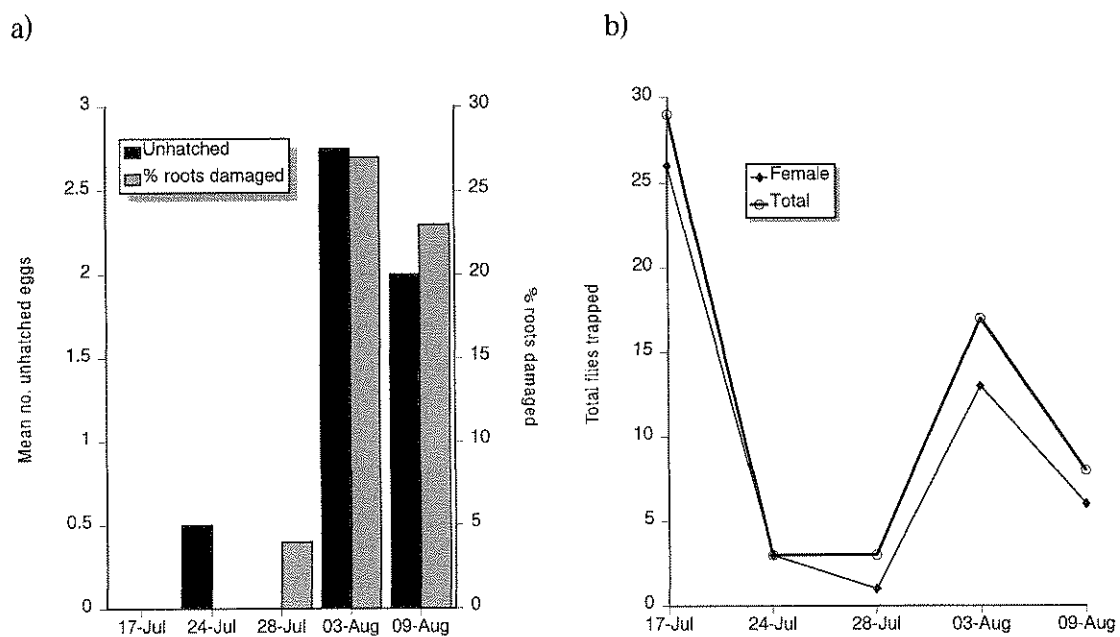 a)
3
2.5
2
1.5
1
0.5
0
Mean no. unhatched eggs
Unhatched
% roots damaged
30
25
20
15
10
5
0
% roots damaged
17-Jul 24-Jul 28-Jul 03-Aug 09-Aug
b)
30
25
20
15
10
5
0
Total flies trapped
Female
Total
17-Jul 24-Jul 28-Jul 03-Aug 09-Aug